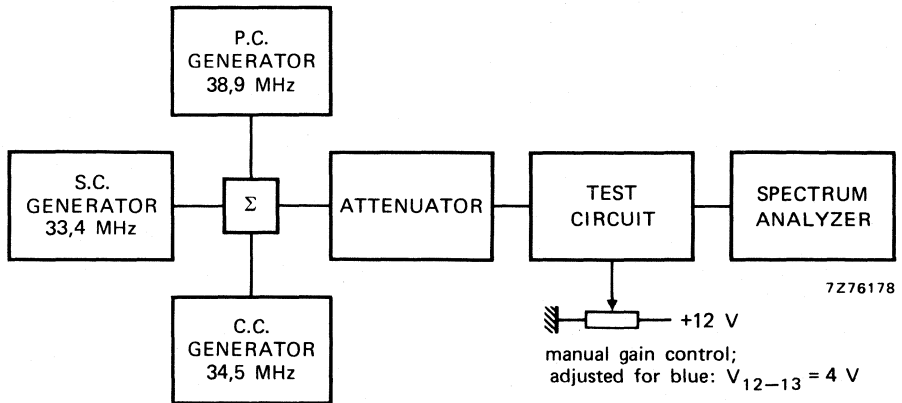 P.C.
GENERATOR
38,9 MHz
S.C.
GENERATOR
33,4 MHz
Σ
ATTENUATOR
TEST
CIRCUIT
SPECTRUM
ANALYZER
7Z76178
C.C.
GENERATOR
34,5 MHz
+12 V
manual gain control;
adjusted for blue: V12–13 = 4 V